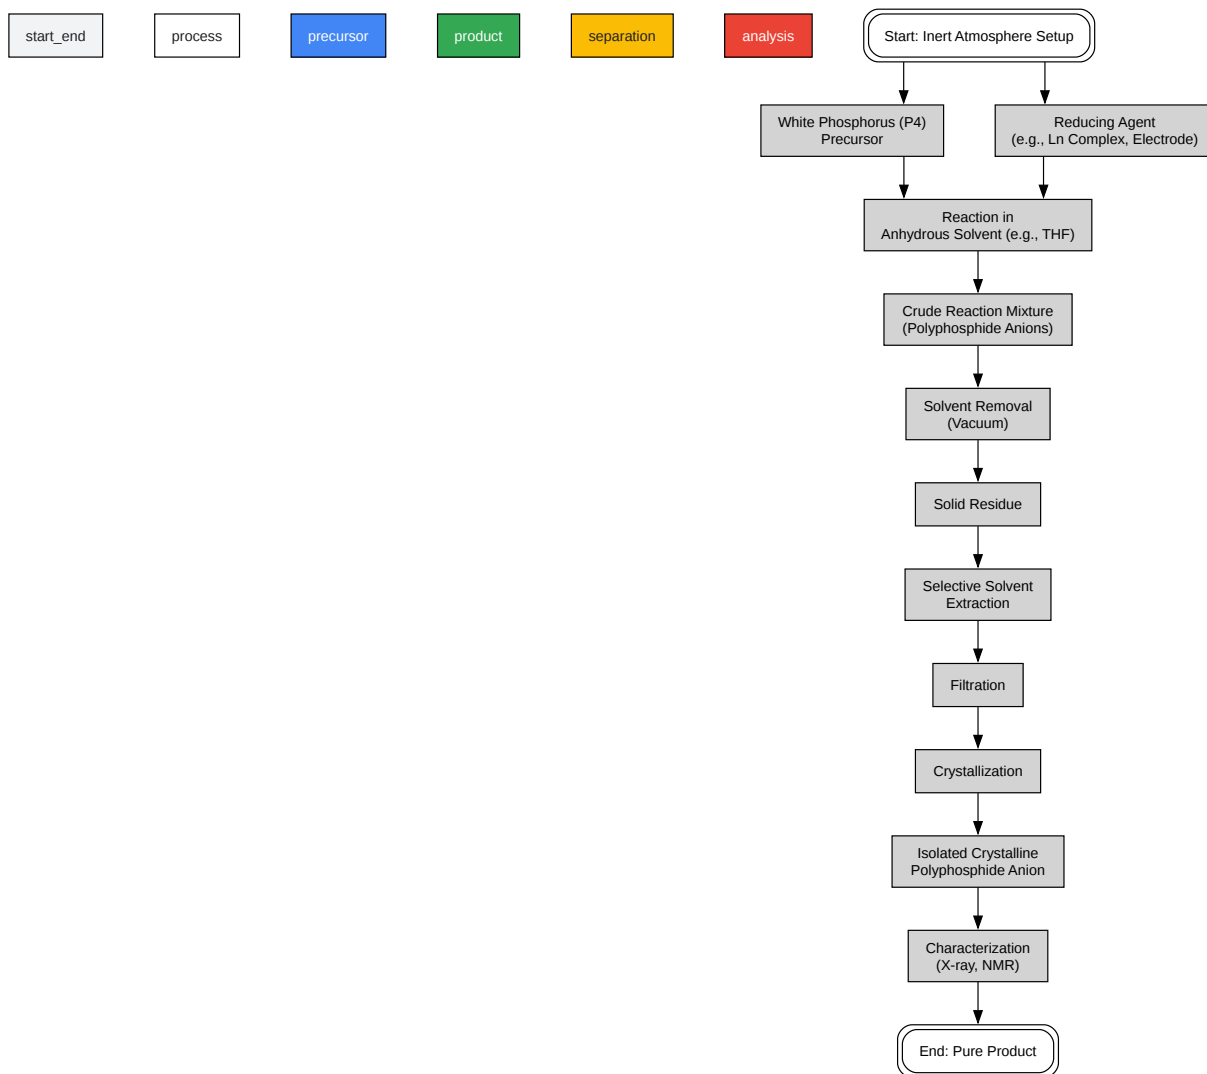 start_end
process
precursor
product
separation
analysis
Start: Inert Atmosphere Setup
White Phosphorus (P4)
Precursor
Reducing Agent
(e.g., Ln Complex, Electrode)
Reaction in
Anhydrous Solvent (e.g., THF)
Crude Reaction Mixture
(Polyphosphide Anions)
Solvent Removal
(Vacuum)
Solid Residue
Selective Solvent
Extraction
Filtration
Crystallization
Isolated Crystalline
Polyphosphide Anion
Characterization
(X-ray, NMR)
End: Pure Product